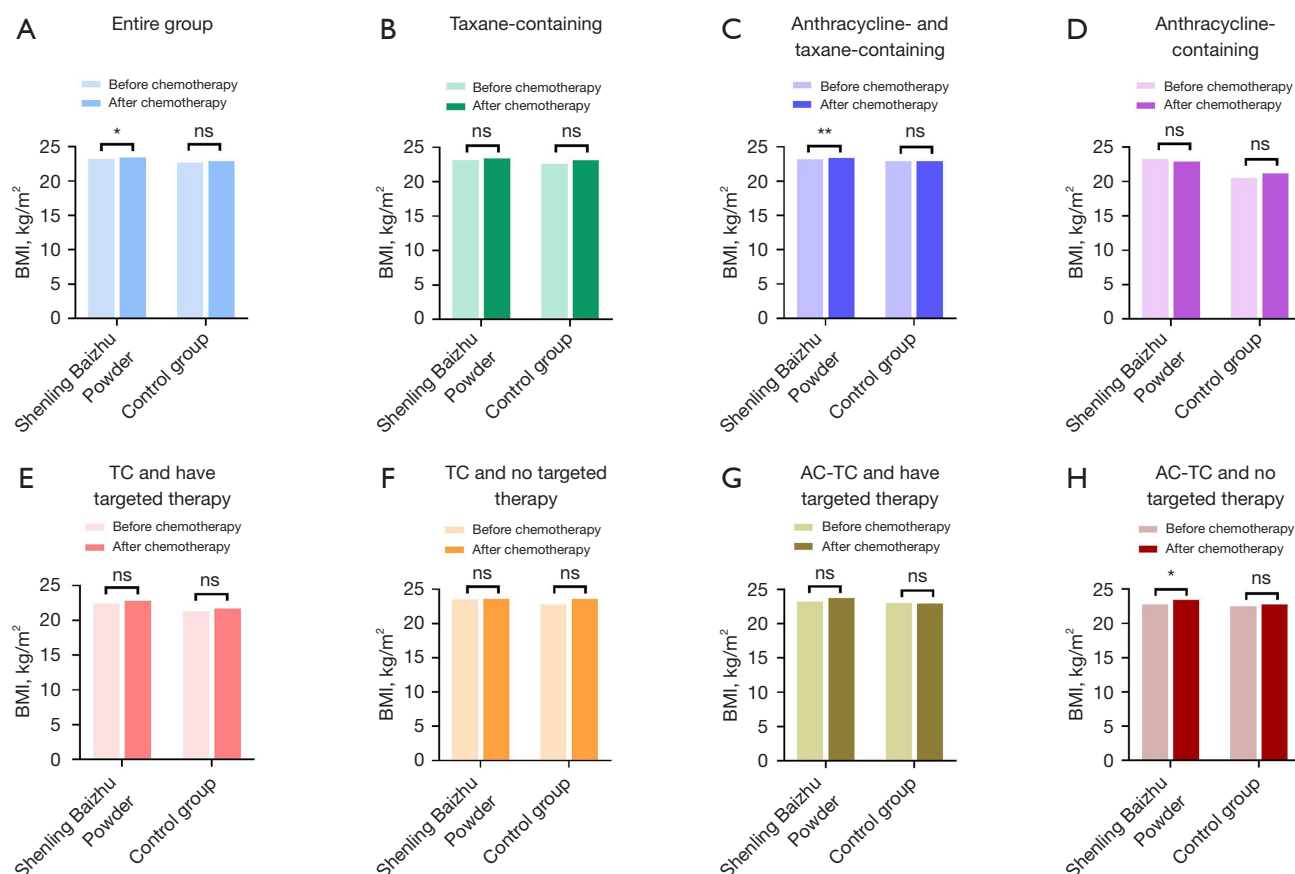 A
Entire group
Before chemotherapy
After chemotherapy
*
ns
25
20
15
10
5
0
BMI, kg/m²
Shenling Baizhu
Powder
Control group
B
Taxane-containing
Before chemotherapy
After chemotherapy
ns
ns
25
20
15
10
5
0
BMI, kg/m²
Shenling Baizhu
Powder
Control group
C
Anthracycline- and
taxane-containing
Before chemotherapy
After chemotherapy
**
ns
25
20
15
10
5
0
BMI, kg/m²
Shenling Baizhu
Powder
Control group
D
Anthracycline-
containing
Before chemotherapy
After chemotherapy
ns
ns
25
20
15
10
5
0
BMI, kg/m²
Shenling Baizhu
Powder
Control group
E
TC and have
targeted therapy
Before chemotherapy
After chemotherapy
ns
ns
25
20
15
10
5
0
BMI, kg/m²
Shenling Baizhu
Powder
Control group
F
TC and no targeted
therapy
Before chemotherapy
After chemotherapy
ns
ns
25
20
15
10
5
0
BMI, kg/m²
Shenling Baizhu
Powder
Control group
G
AC-TC and have
targeted therapy
Before chemotherapy
After chemotherapy
ns
ns
25
20
15
10
5
0
BMI, kg/m²
Shenling Baizhu
Powder
Control group
H
AC-TC and no
targeted therapy
Before chemotherapy
After chemotherapy
*
ns
25
20
15
10
5
0
BMI, kg/m²
Shenling Baizhu
Powder
Control group